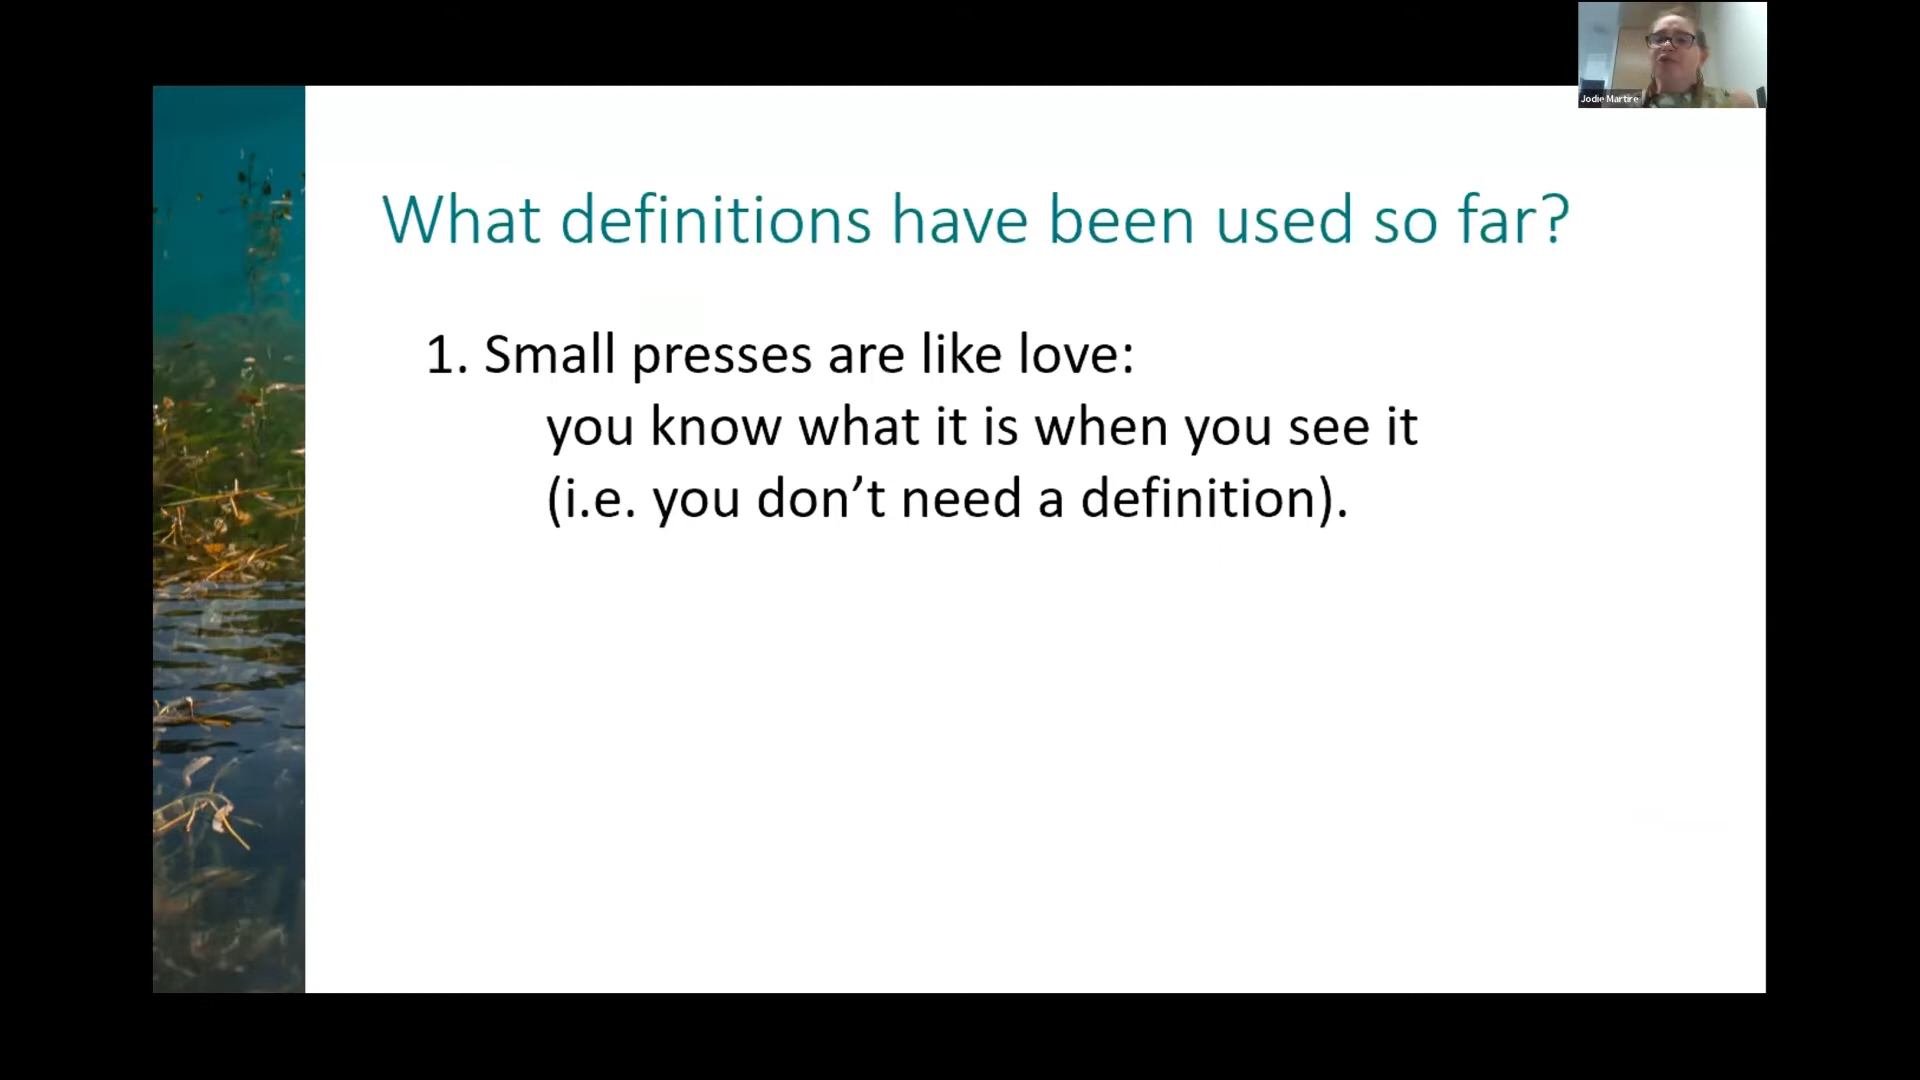 Jodie Martire
What definitions have been used so far?
1. Small presses are like love:
you know what it is when you see it
(i.e. you don’t need a definition).